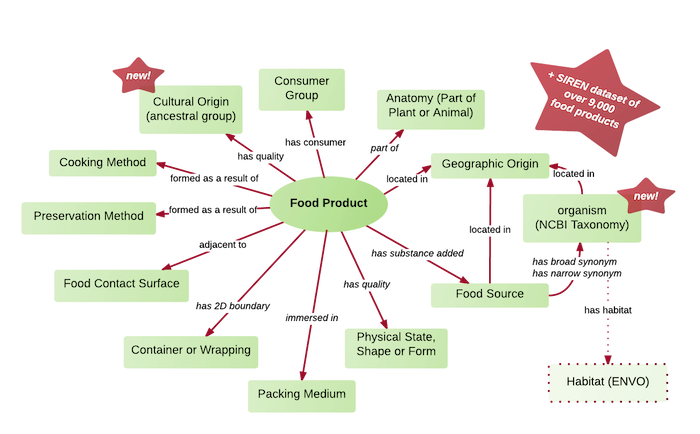 new!
Cultural Origin
(ancestral group)
Consumer
Group
Anatomy (Part of
Plant or Animal)
+ SIREN dataset of
over 9,000
food products
has quality
has consumer
part of
Cooking Method
formed as a result of
Geographic Origin
located in
located in
new!
Food Product
Preservation Method
formed as a result of
organism
(NCBI Taxonomy)
adjacent to
located in
has substance added
has broad synonym
has narrow synonym
Food Contact Surface
has quality
Food Source
has 2D boundary
immersed in
has habitat
Container or Wrapping
Physical State,
Shape or Form
Packing Medium
Habitat (ENVO)